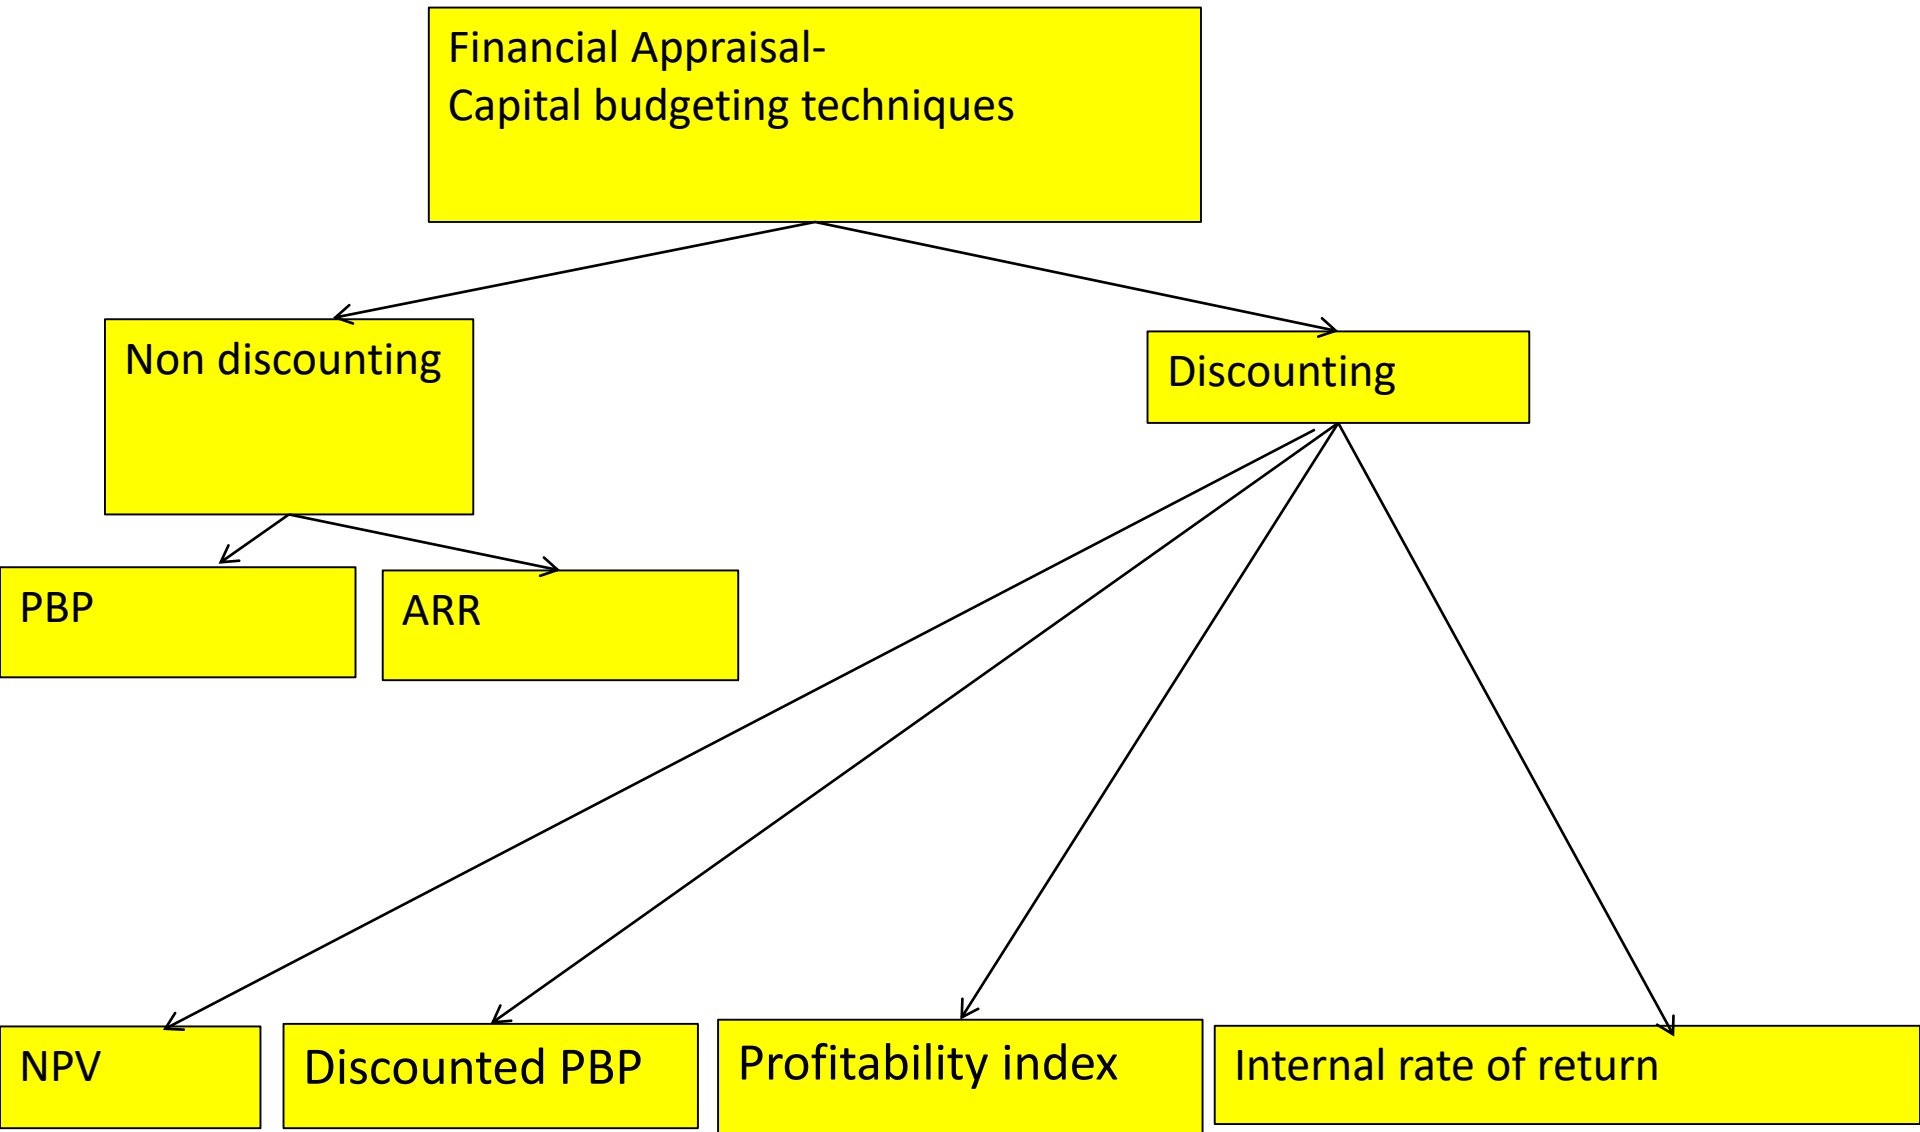 Financial Appraisal-
Capital budgeting techniques
Non discounting
Discounting
PBP
ARR
NPV
Discounted PBP
Profitability index
Internal rate of return